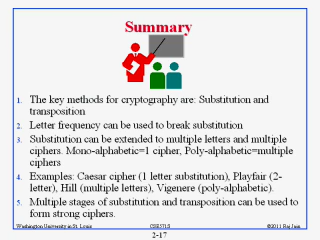 Summary
1. The key methods for cryptography are: Substitution and
transposition
2. Letter frequency can be used to break substitution
3. Substitution can be extended to multiple letters and multiple
ciphers. Mono-alphabetic=1 cipher, Poly-alphabetic=multiple
ciphers
4. Examples: Caesar cipher (1 letter substitution), Playfair (2-
letter), Hill (multiple letters), Vigenere (poly-alphabetic).
5. Multiple stages of substitution and transposition can be used to
form strong ciphers.
Washington University in St. Louis CSE571S ©2011 Raj Jain
2-17